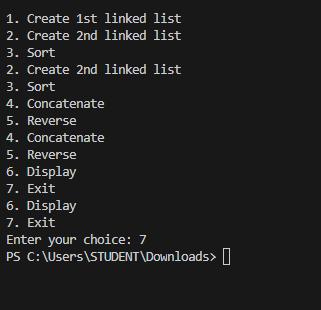 1. Create 1st linked list
2. Create 2nd linked list
3. Sort
2. Create 2nd linked list
3. Sort
4. Concatenate
5. Reverse
4. Concatenate
5. Reverse
6. Display
7. Exit
6. Display
7. Exit
Enter your choice: 7
PS C:\Users\STUDENT\Downloads>